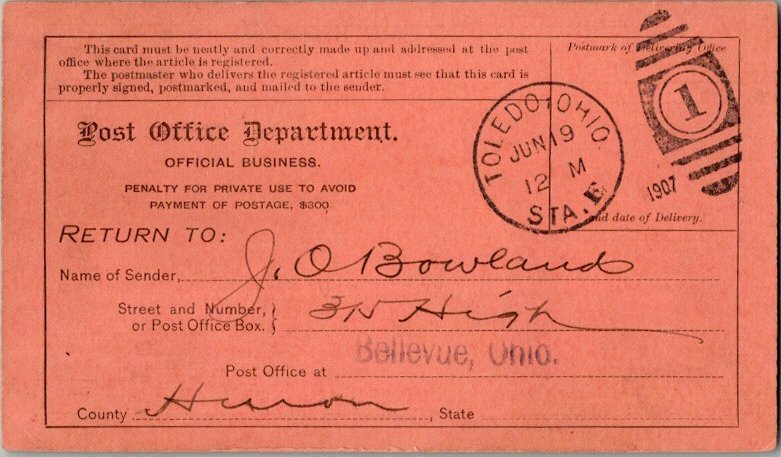 This card must be neatly and correctly made up and addressed at the post
office where the article is registered.
The postmaster who delivers the registered article must see that this card is
properly signed, postmarked, and mailed to the sender.
Postmark of Delivering Office
and date of Delivery.
Post Office Department.
OFFICIAL BUSINESS.
PENALTY FOR PRIVATE USE TO AVOID
PAYMENT OF POSTAGE, $300.
TOLEDO, OHIO.
JUN 19
12 M
STA. E
1907
1
RETURN TO:
Name of Sender, J. O Bowland
Street and Number, 
or Post Office Box. High
Bellevue, Ohio.
Post Office at
County Huron, State